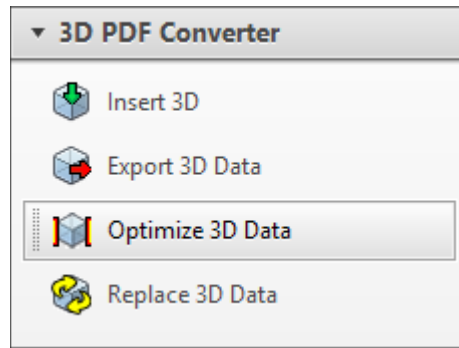 3D PDF Converter
Insert 3D
Export 3D Data
Optimize 3D Data
Replace 3D Data